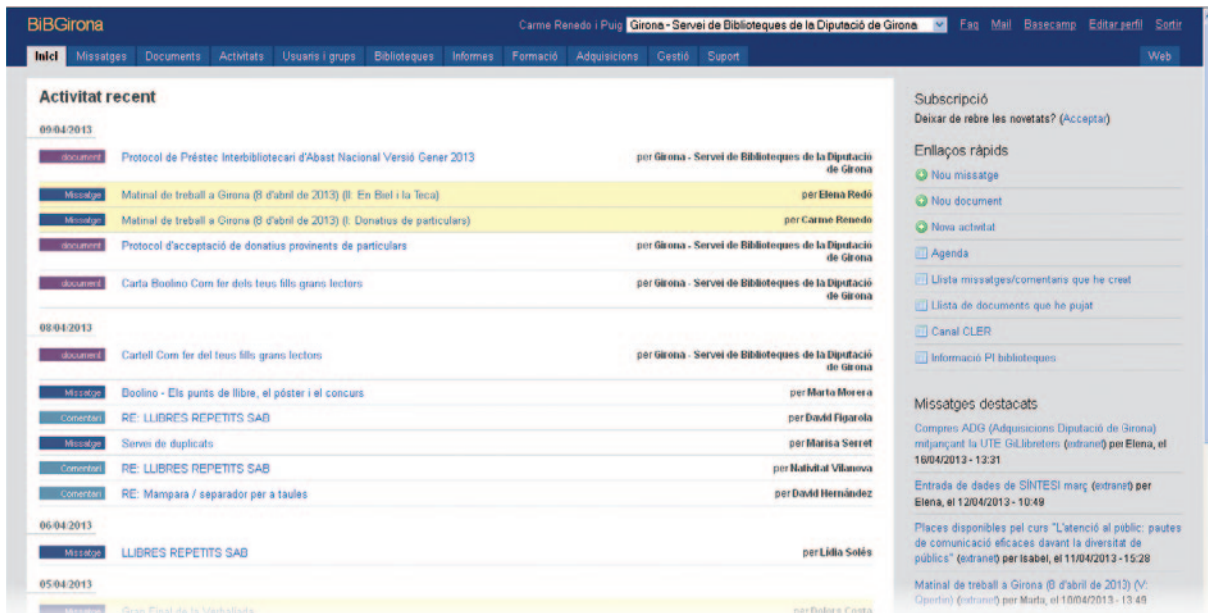 BiBGirona
Carme Renedo i Puig Girona - Servei de Biblioteques de la Diputació de Girona Faq Mail Basecamp Editar perfil Sortir
Inici Missatges Documents Activitats Usuaris i grups Biblioteques Informes Formació Adquisicions Gestió Suport Web
Activitat recent
09/04/2013
document Protocol de Préstec Interbibliotecari d'Abast Nacional Versió Gener 2013 per Girona - Servei de Biblioteques de la Diputació
de Girona
Missatge Matinal de treball a Girona (8 d'abril de 2013) (II: En Biel i la Teca) per Elena Redó
Missatge Matinal de treball a Girona (8 d'abril de 2013) (I: Donatius de particulars) per Carme Renedo
document Protocol d'acceptació de donatius provinents de particulars per Girona - Servei de Biblioteques de la Diputació
de Girona
document Carta Boolino Com fer dels teus fills grans lectors per Girona - Servei de Biblioteques de la Diputació
de Girona
08/04/2013
document Cartell Com fer del teus fills grans lectors per Girona - Servei de Biblioteques de la Diputació
de Girona
Missatge Boolino - Els punts de llibre, el pòster i el concurs per Marta Morera
Comentari RE: LLIBRES REPETITS SAB per David Figarola
Missatge Servei de duplicats per Marisa Serret
Comentari RE: LLIBRES REPETITS SAB per Nativitat Vilanova
Comentari RE: Mampara / separador per a taules per David Hernández
06/04/2013
Missatge LLIBRES REPETITS SAB per Lídia Solés
05/04/2013
Missatge Gran Final de la per Dolors Costa
Subscripció
Deixar de rebre les novetats? (Acceptar)
Enllaços ràpids
Nou missatge
Nou document
Nova activitat
Agenda
Llista missatges/comentaris que he creat
Llista de documents que he pujat
Canal CLER
Informació PI biblioteques
Missatges destacats
Compres ADG (Adquisicions Diputació de Girona)
mitjançant la UTE GiLlibreters (extranet) per Elena, el
16/04/2013 - 13:31
Entrada de dades de SÍNTESI març (extranet) per
Elena, el 12/04/2013 - 10:49
Places disponibles pel curs "L'atenció al públic: pautes
de comunicació eficaces davant la diversitat de
públics" (extranet) per Isabel, el 11/04/2013 - 15:28
Matinal de treball a Girona (8 d'abril de 2013) (V:
(extranet) per Marta, el 10/04/2013 - 13:49